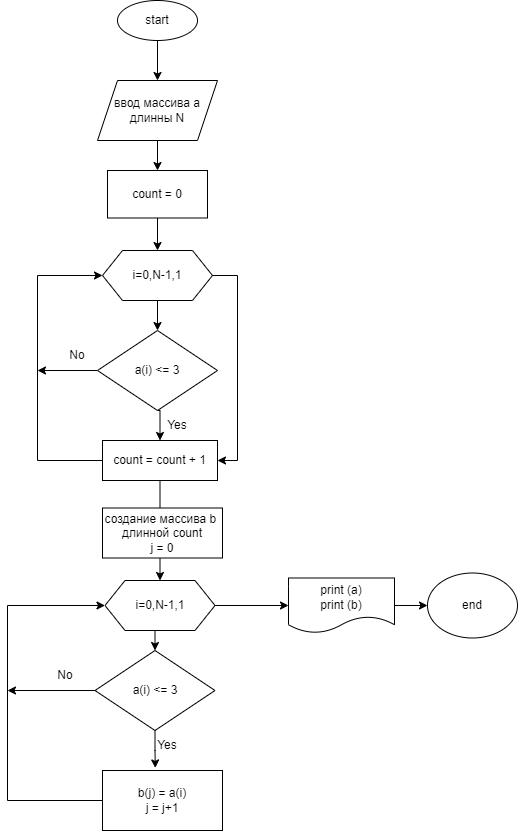 start
ввод массива a
длинны N
count = 0
i=0,N-1,1
No
a(i) <= 3
Yes
count = count + 1
создание массива b
длинной count
j = 0
i=0,N-1,1
print (a)
print (b)
end
No
a(i) <= 3
Yes
b(j) = a(i)
j = j+1